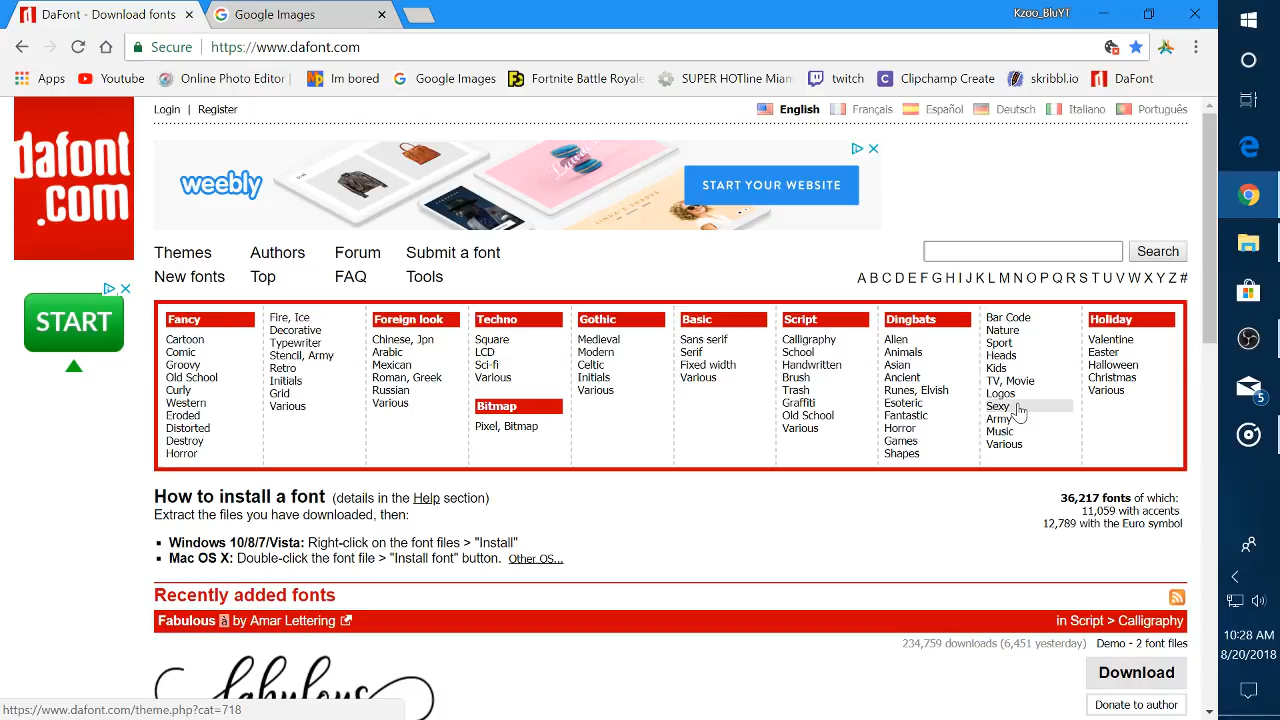 DaFont - Download fonts
Google Images
Kzoo_BluYT
Secure
https://www.dafont.com
Apps
Youtube
Online Photo Editor
Im bored
Google Images
Fortnite Battle Royale
SUPERHOTline Miam
twitch
Clipchamp Create
skribbl.io
DaFont
Login | Register
English
Français
Español
Deutsch
Italiano
Português
dafont
.com
weebly
START YOUR WEBSITE
START
Themes
Authors
Forum
Submit a font
New fonts
Top
FAQ
Tools
Search
A B C D E F G H I J K L M N O P Q R S T U V W X Y Z #
Fancy
Cartoon
Comic
Groovy
Old School
Curly
Western
Eroded
Distorted
Destroy
Horror
Fire, Ice
Decorative
Typewriter
Stencil, Army
Retro
Initials
Grid
Various
Foreign look
Chinese, Jpn
Arabic
Mexican
Roman, Greek
Russian
Various
Techno
Square
LCD
Sci-fi
Various
Bitmap
Pixel, Bitmap
Gothic
Medieval
Modern
Celtic
Initials
Various
Basic
Sans serif
Serif
Fixed width
Various
Script
Calligraphy
School
Handwritten
Brush
Trash
Graffiti
Old School
Various
Dingbats
Alien
Animals
Asian
Ancient
Runes, Elvish
Esoteric
Fantastic
Horror
Games
Shapes
Bar Code
Nature
Sport
Heads
Kids
TV, Movie
Logos
Sexy
Army
Music
Various
Holiday
Valentine
Easter
Halloween
Christmas
Various
How to install a font (details in the Help section)
Extract the files you have downloaded, then:
Windows 10/8/7/Vista: Right-click on the font files > "Install"
Mac OS X: Double-click the font file > "Install font" button. Other OS...
36,217 fonts of which:
11,059 with accents
12,789 with the Euro symbol
Recently added fonts
Fabulous à by Amar Lettering
in Script > Calligraphy
234,759 downloads (6,451 yesterday)
Demo - 2 font files
fabulous
Download
Donate to author
https://www.dafont.com/theme.php?cat=718
5
10:28 AM
8/20/2018